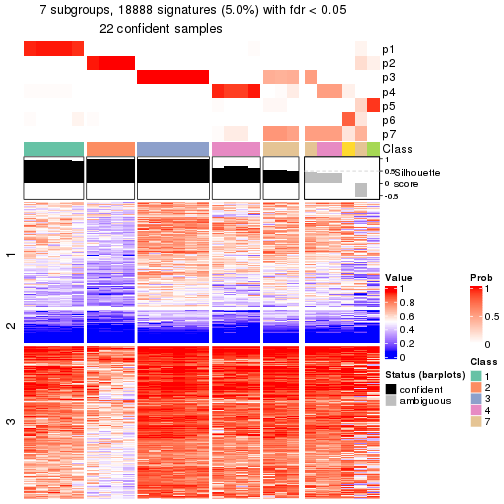 7 subgroups, 18888 signatures (5.0%) with fdr < 0.05
22 confident samples
p1
p2
p3
p4
p5
p6
p7
Class
1
0.5
0
-0.5
Silhouette
score
1
2
3
Value
1
0.8
0.6
0.4
0.2
0
Status (barplots)
confident
ambiguous
Prob
1
0.5
0
Class
1
2
3
4
7